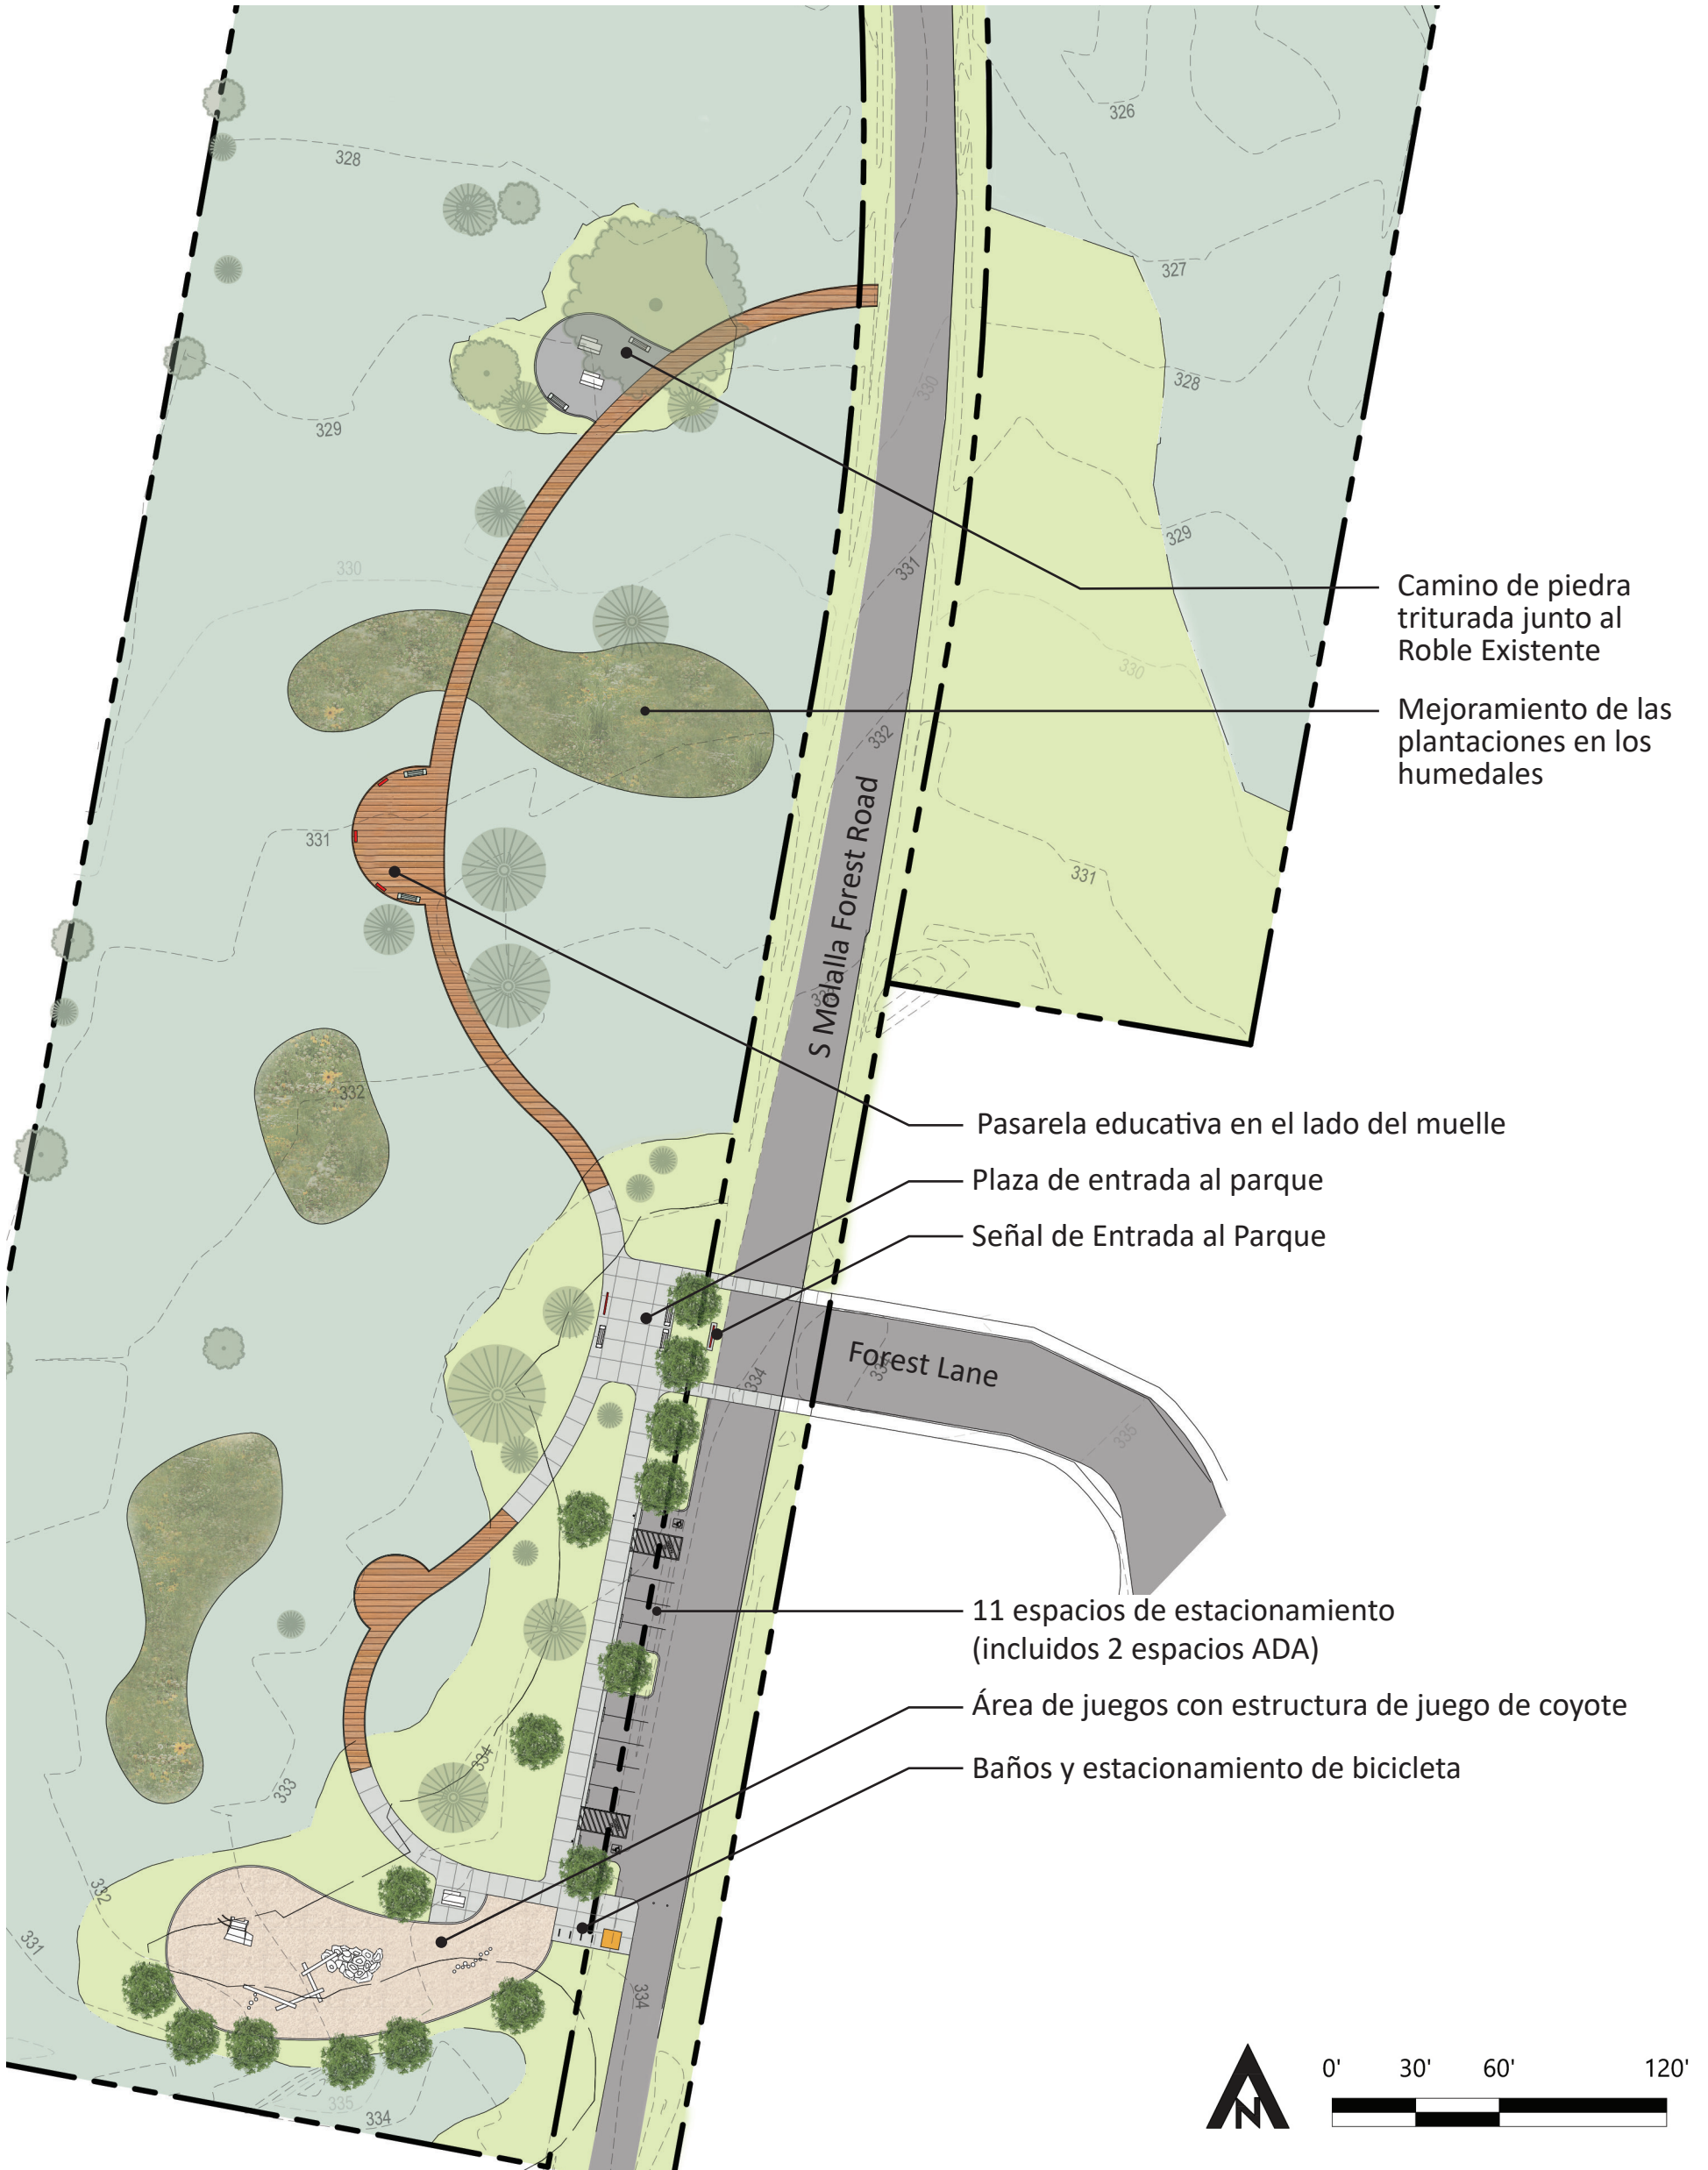 326
328
327
328
329
330
329
330
331
331
330
332
Camino de piedra
triturada junto al
Roble Existente
Mejoramiento de las
plantaciones en los
humedales
S Molalla Forest Road
331
331
332
Pasarela educativa en el lado del muelle
Plaza de entrada al parque
Señal de Entrada al Parque
Forest Lane
334
334
335
11 espacios de estacionamiento
(incluidos 2 espacios ADA)
Área de juegos con estructura de juego de coyote
Baños y estacionamiento de bicicleta
334
333
332
331
334
335
334
N
0' 30' 60' 120'